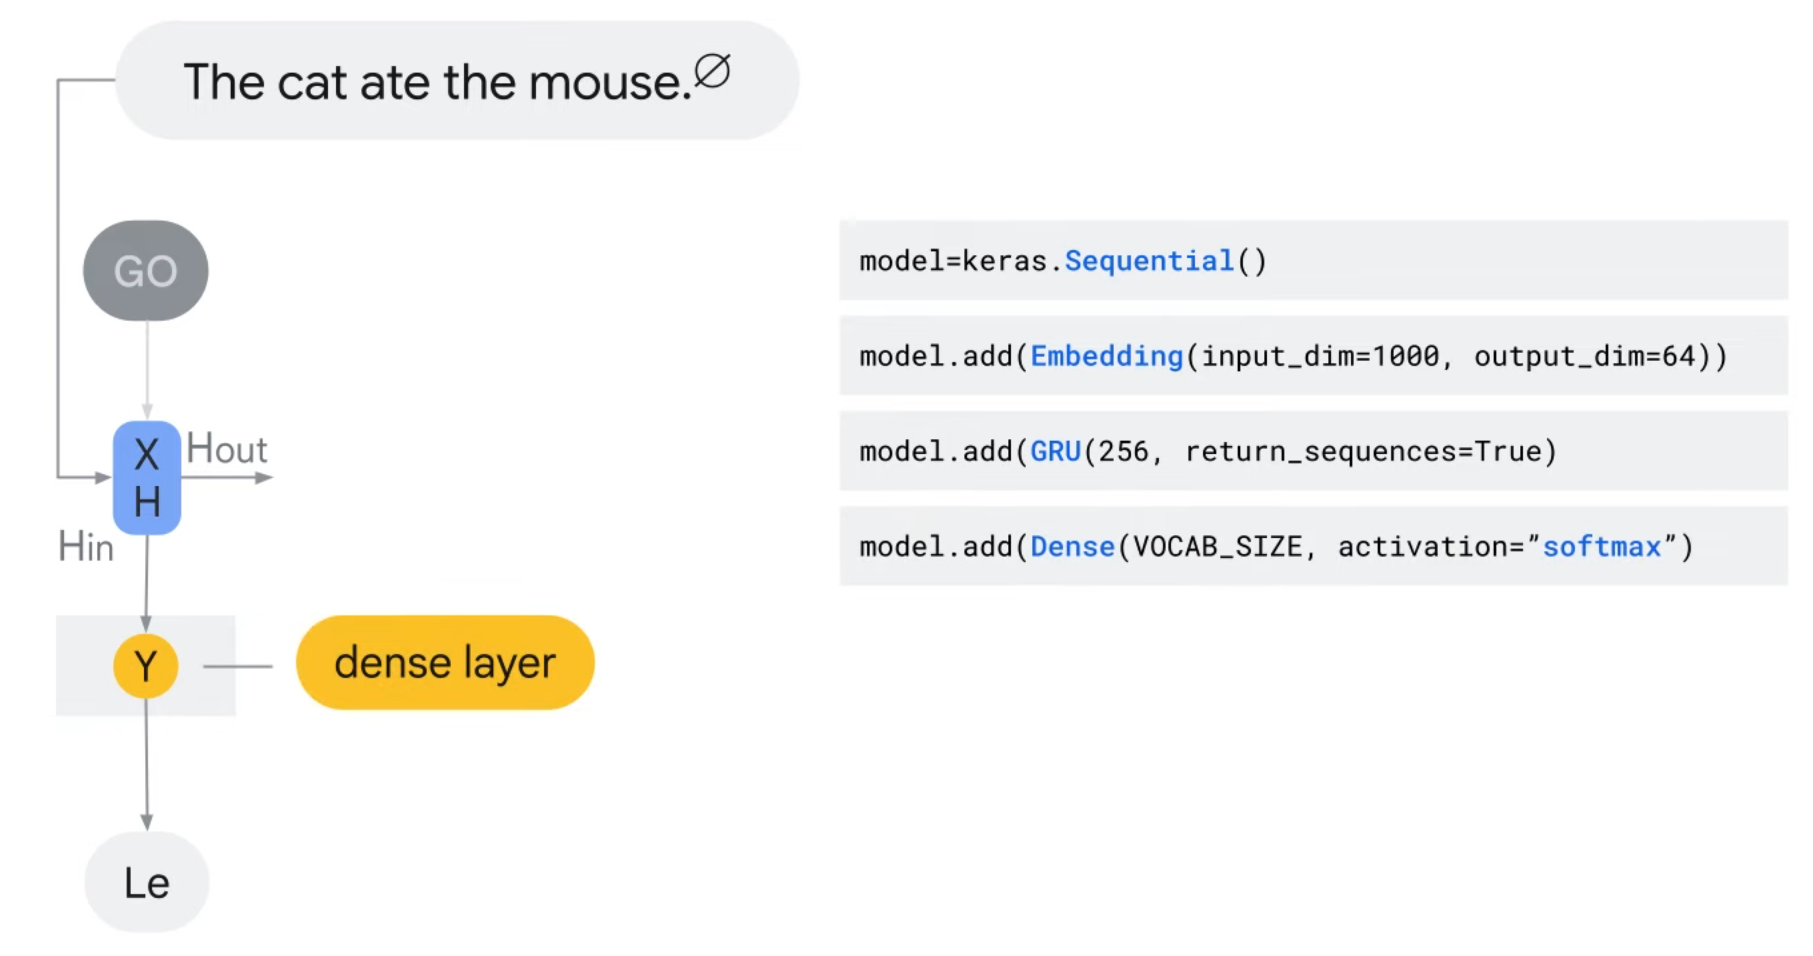 The cat ate the mouse.∅
GO
X
H
Hout
Hin
Y
dense layer
Le
model=keras.Sequential()
model.add(Embedding(input_dim=1000, output_dim=64))
model.add(GRU(256, return_sequences=True)
model.add(Dense(VOCAB_SIZE, activation=”softmax”)